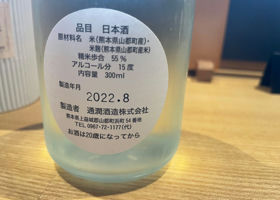 品目 日本酒
原材料名 米(熊本県山都町産)・
米麹(熊本県山都町産米)
精米歩合 55%
アルコール分 15度
内容量 300ml
製造年月
2022.8
製造者 通潤酒造株式会社
熊本県上益城郡山都町浜町54番地
TEL 0967-72-1177(代)
お酒は20歳になってから